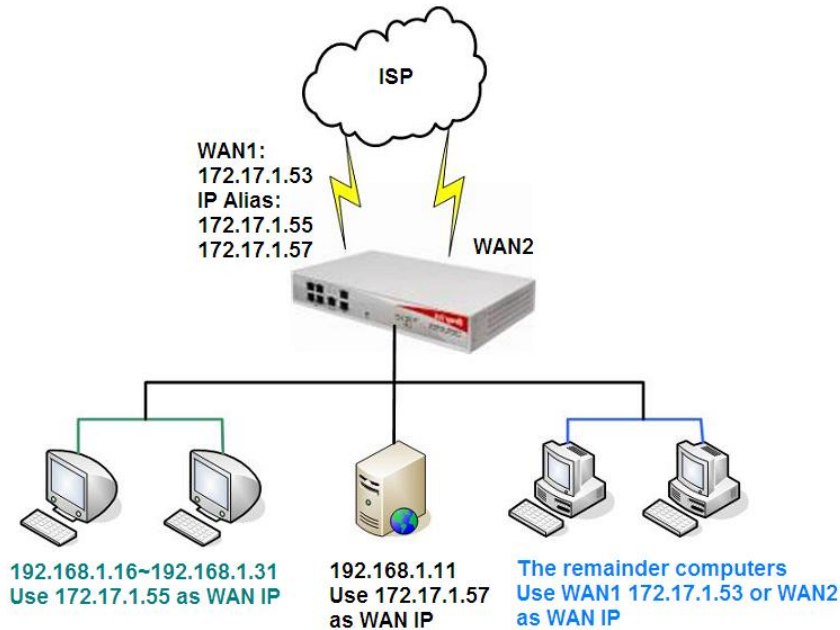 ISP
WAN1:
172.17.1.53
IP Alias:
172.17.1.55
172.17.1.57
WAN2
192.168.1.16~192.168.1.31
Use 172.17.1.55 as WAN IP
192.168.1.11
Use 172.17.1.57
as WAN IP
The remainder computers
Use WAN1 172.17.1.53 or WAN2
as WAN IP